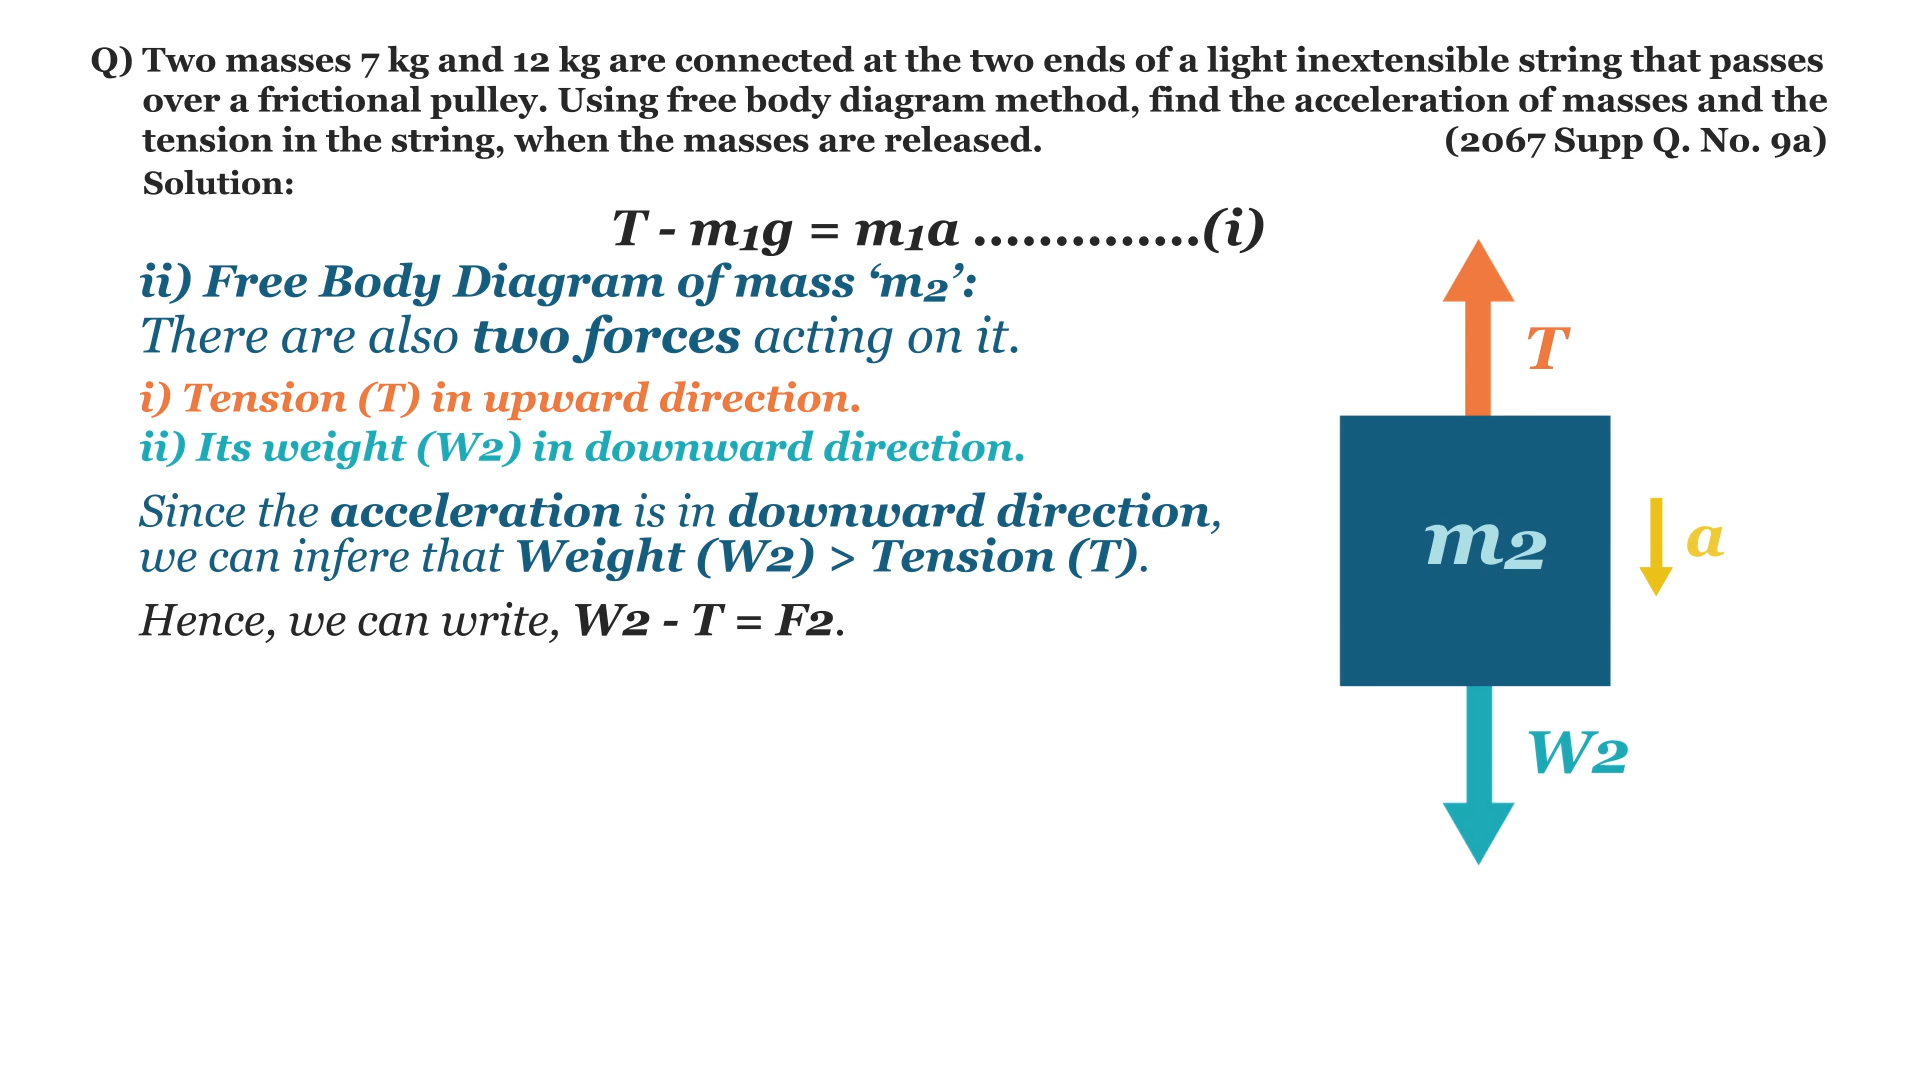 Q) Two masses 7 kg and 12 kg are connected at the two ends of a light inextensible string that passes
over a frictional pulley. Using free body diagram method, find the acceleration of masses and the
tension in the string, when the masses are released. (2067 Supp Q. No. 9a)
Solution:
T - m₁g = m₁a ..............(i)
ii) Free Body Diagram of mass ‘m₂’:
There are also two forces acting on it.
i) Tension (T) in upward direction.
ii) Its weight (W2) in downward direction.
Since the acceleration is in downward direction,
we can infere that Weight (W2) > Tension (T).
Hence, we can write, W2 - T = F2.
T
m2
a
W2